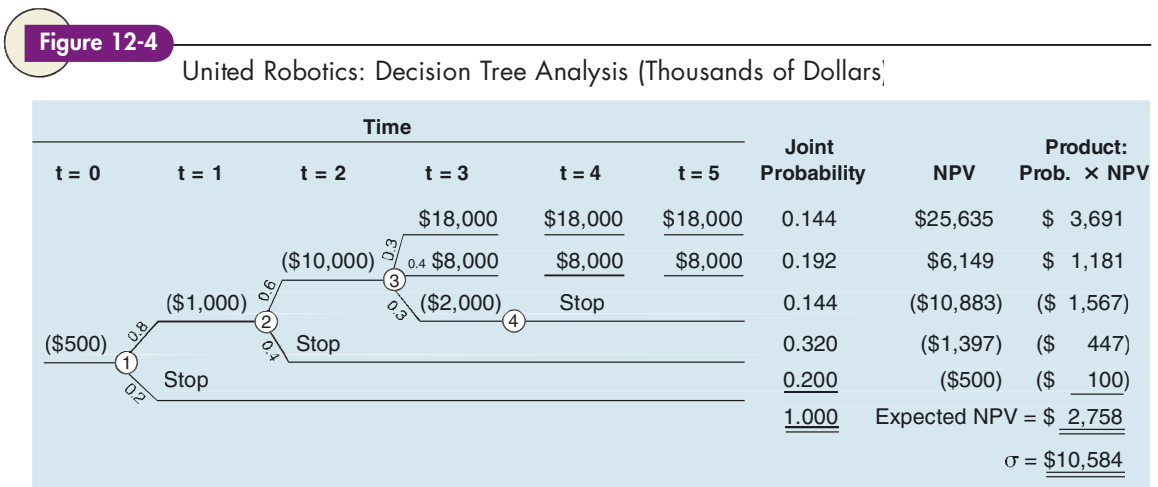 Figure 12-4
United Robotics: Decision Tree Analysis (Thousands of Dollars)
Time
Joint Product:
t = 0 t = 1 t = 2 t = 3 t = 4 t = 5 Probability NPV Prob. × NPV
$18,000 $18,000 $18,000 0.144 $25,635 $ 3,691
0.3
($10,000) 0.4 $8,000 $8,000 $8,000 0.192 $6,149 $ 1,181
3
0.6
($1,000) 0.3 ($2,000) Stop 0.144 ($10,883) ($ 1,567)
2 4
0.8
($500) 0.4 Stop 0.320 ($1,397) ($ 447)
1
0.2 Stop 0.200 ($500) ($ 100)
1.000 Expected NPV = $ 2,758
σ = $10,584